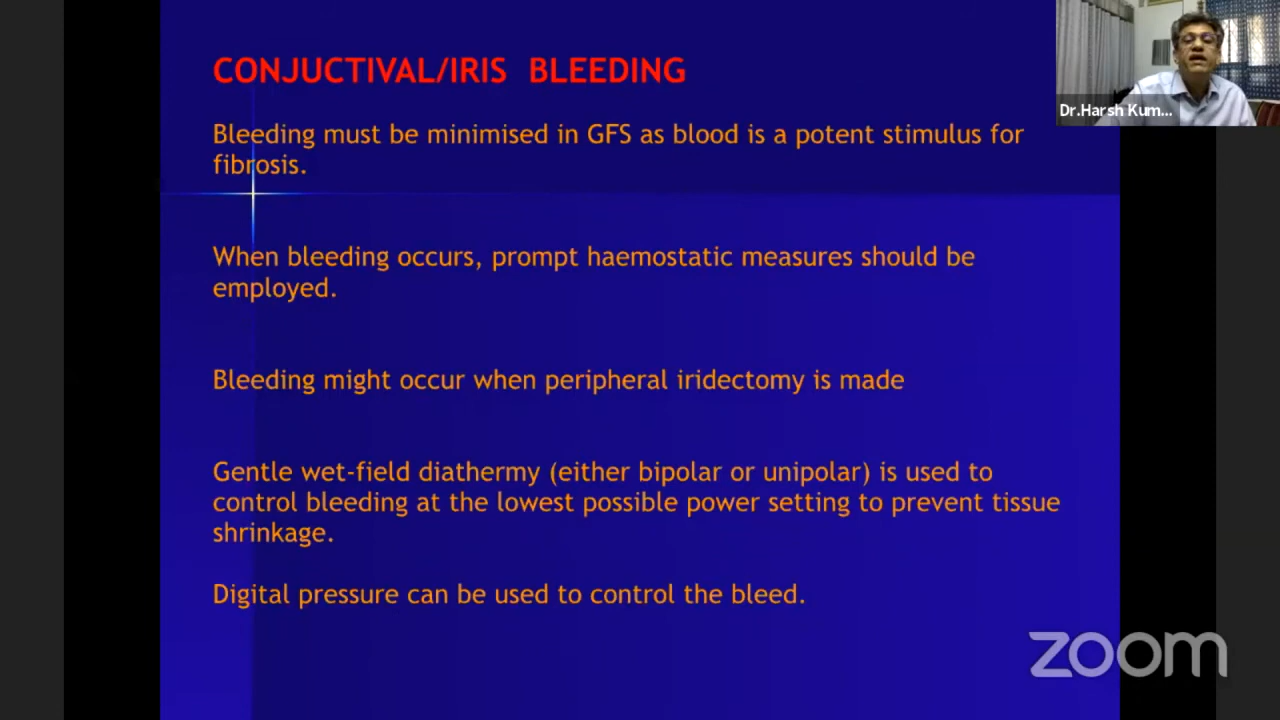 CONJUCTIVAL/IRIS BLEEDING
Bleeding must be minimised in GFS as blood is a potent stimulus for
fibrosis.
When bleeding occurs, prompt haemostatic measures should be
employed.
Bleeding might occur when peripheral iridectomy is made
Gentle wet-field diathermy (either bipolar or unipolar) is used to
control bleeding at the lowest possible power setting to prevent tissue
shrinkage.
Digital pressure can be used to control the bleed.
Dr.Harsh Kum...
zoom